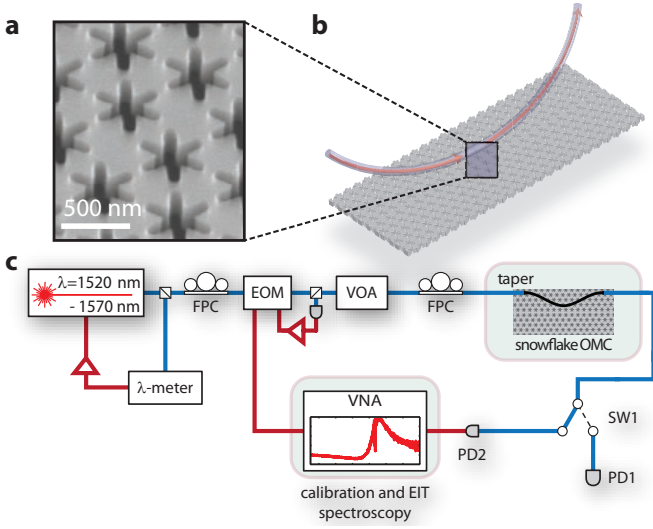 a
b
500 nm
c
λ=1520 nm
- 1570 nm
FPC
EOM
VOA
FPC
taper
snowflake OMC
λ-meter
VNA
PD2
SW1
PD1
calibration and EIT
spectroscopy